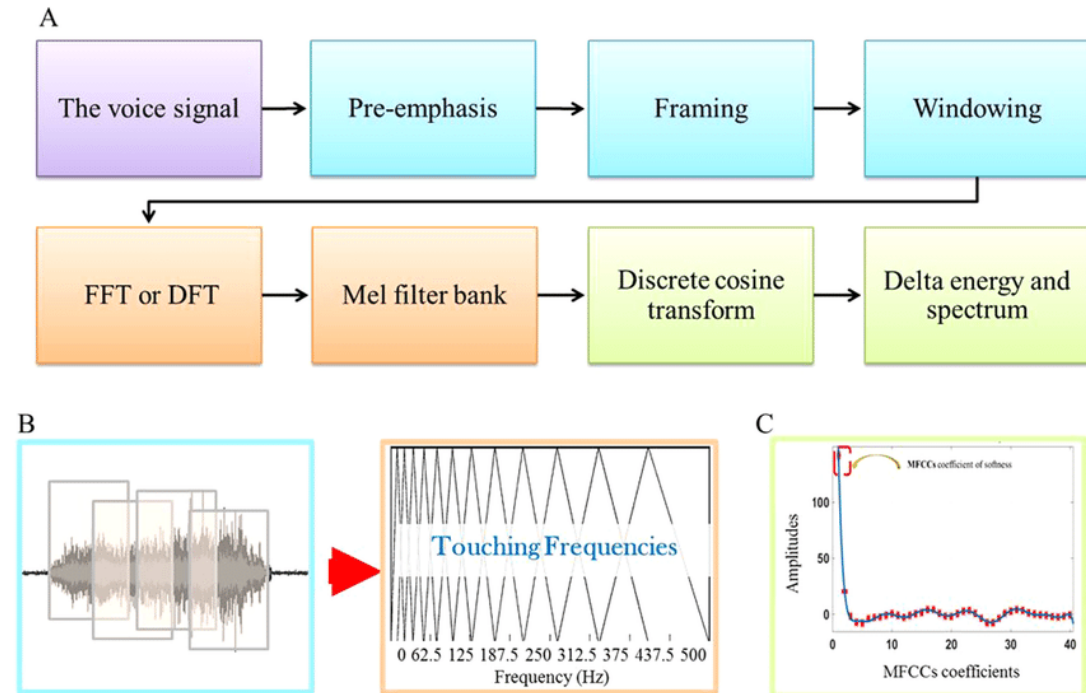 A
The voice signal
Pre-emphasis
Framing
Windowing
FFT or DFT
Mel filter bank
Discrete cosine
transform
Delta energy and
spectrum
B
Touching Frequencies
0 62.5 125 187.5 250 312.5 375 437.5 500
Frequency (Hz)
C
MFCCs coefficient of softness
100
50
0
Amplitudes
0 10 20 30 40
MFCCs coefficients